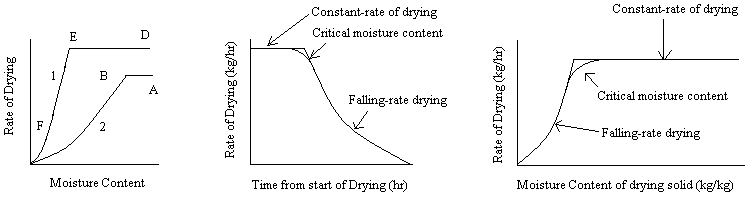 E
D
1
B
A
F
2
Rate of Drying
Moisture Content
Constant-rate of drying
Critical moisture content
Falling-rate drying
Rate of Drying (kg/hr)
Time from start of Drying (hr)
Constant-rate of drying
Critical moisture content
Falling-rate drying
Rate of Drying (kg/hr)
Moisture Content of drying solid (kg/kg)